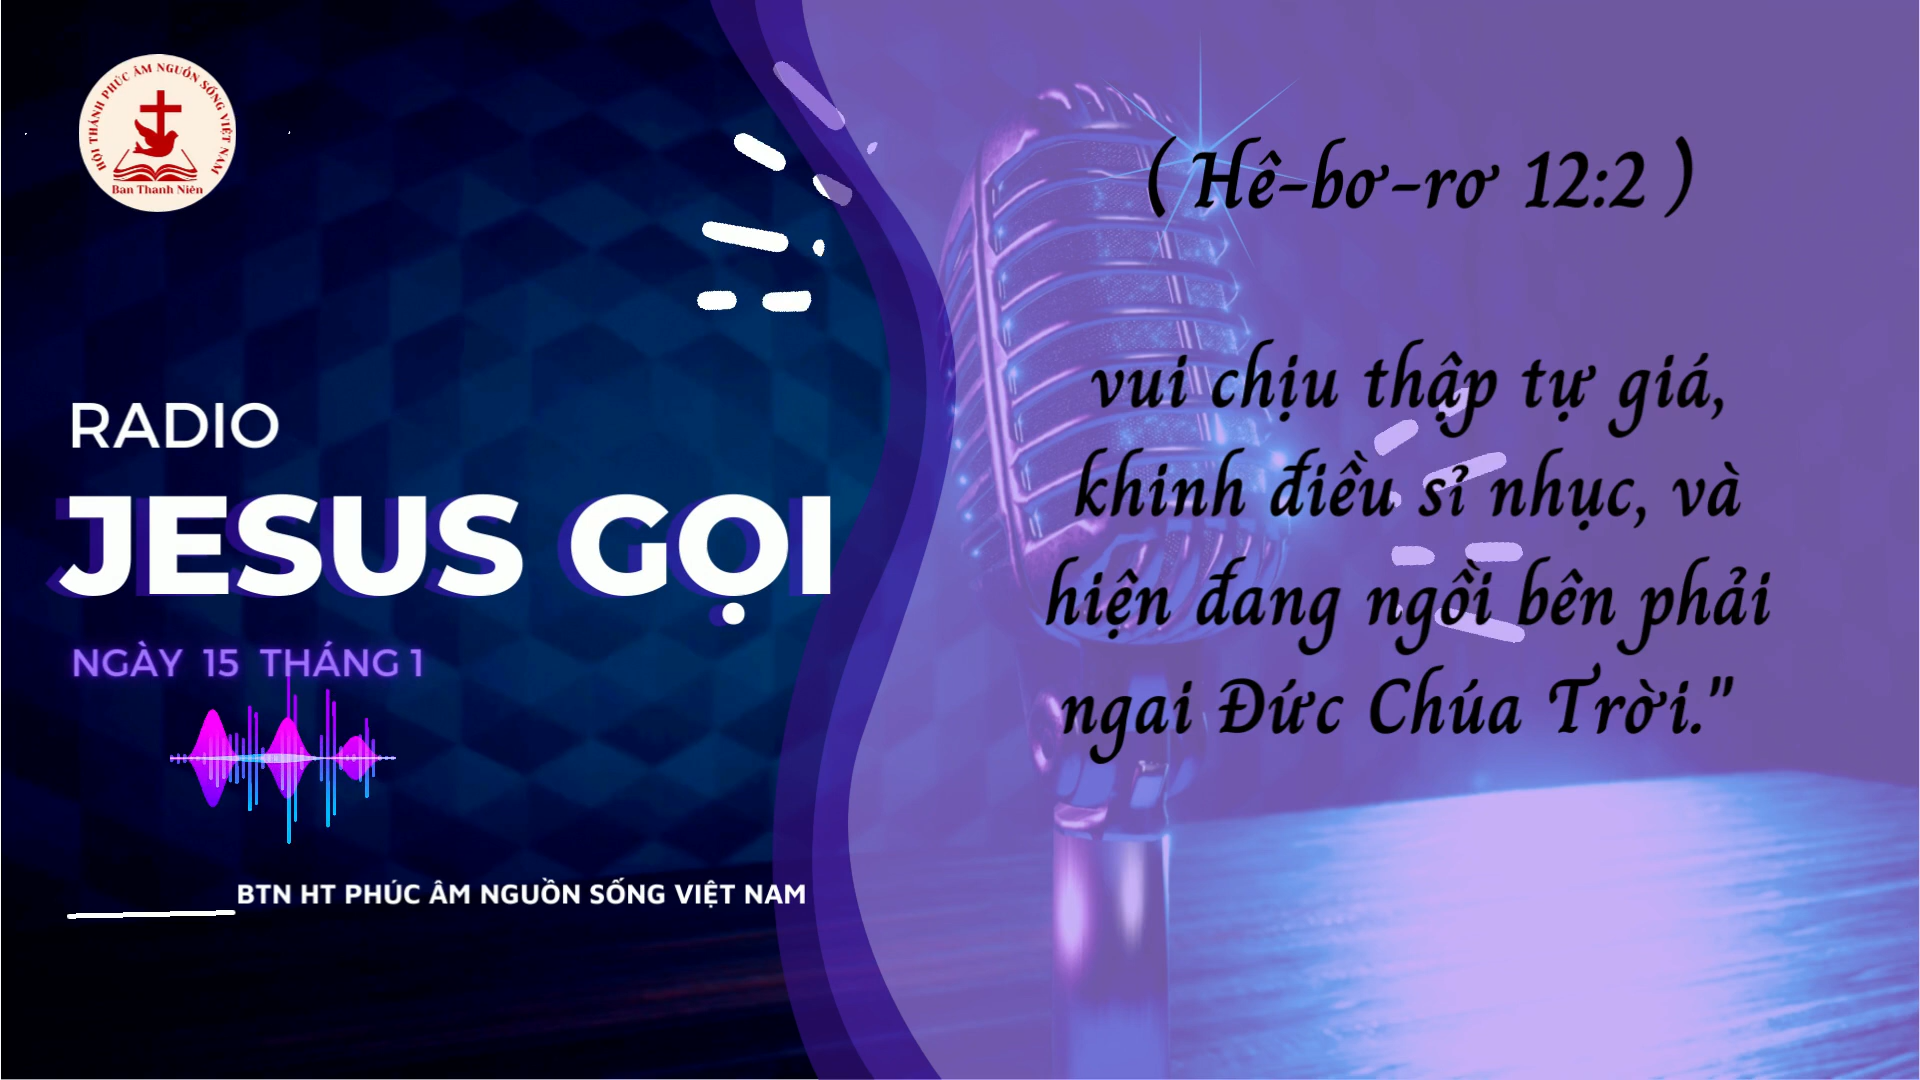 HỘI THÁNH PHÚC ÂM NGUỒN SỐNG VIỆT NAM
Ban Thanh Niên
RADIO
JESUS GỌI
NGÀY 15 THÁNG 1
BTN HT PHÚC ÂM NGUỒN SỐNG VIỆT NAM
( Hê-bơ-rơ 12:2 )
vui chịu thập tự giá,
khinh điều sỉ nhục, và
hiện đang ngồi bên phải
ngai Đức Chúa Trời."